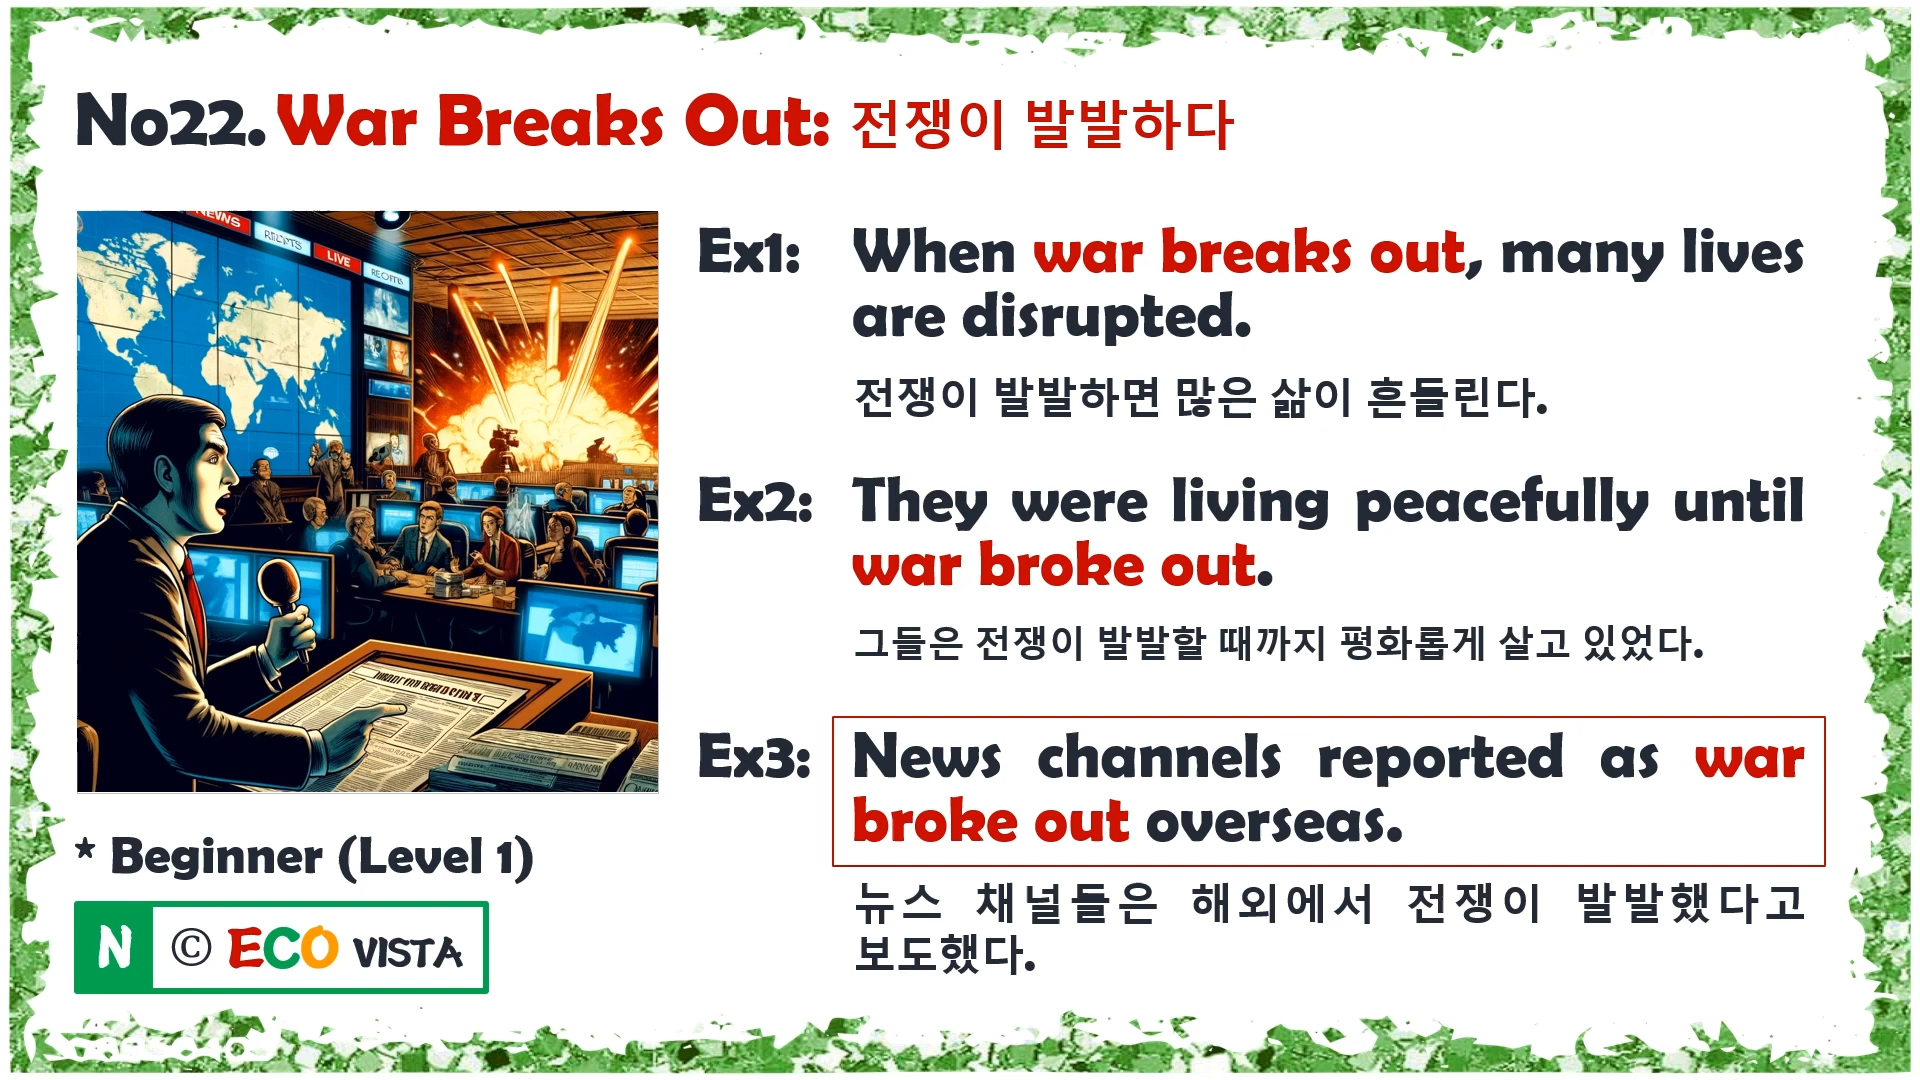 No22. War Breaks Out: 전쟁이 발발하다
NEWS
LIVE
Ex1: When war breaks out, many lives
are disrupted.
전쟁이 발발하면 많은 삶이 흔들린다.
Ex2: They were living peacefully until
war broke out.
그들은 전쟁이 발발할 때까지 평화롭게 살고 있었다.
Ex3: News channels reported as war
broke out overseas.
뉴스 채널들은 해외에서 전쟁이 발발했다고
보도했다.
* Beginner (Level 1)
N © ECO VISTA